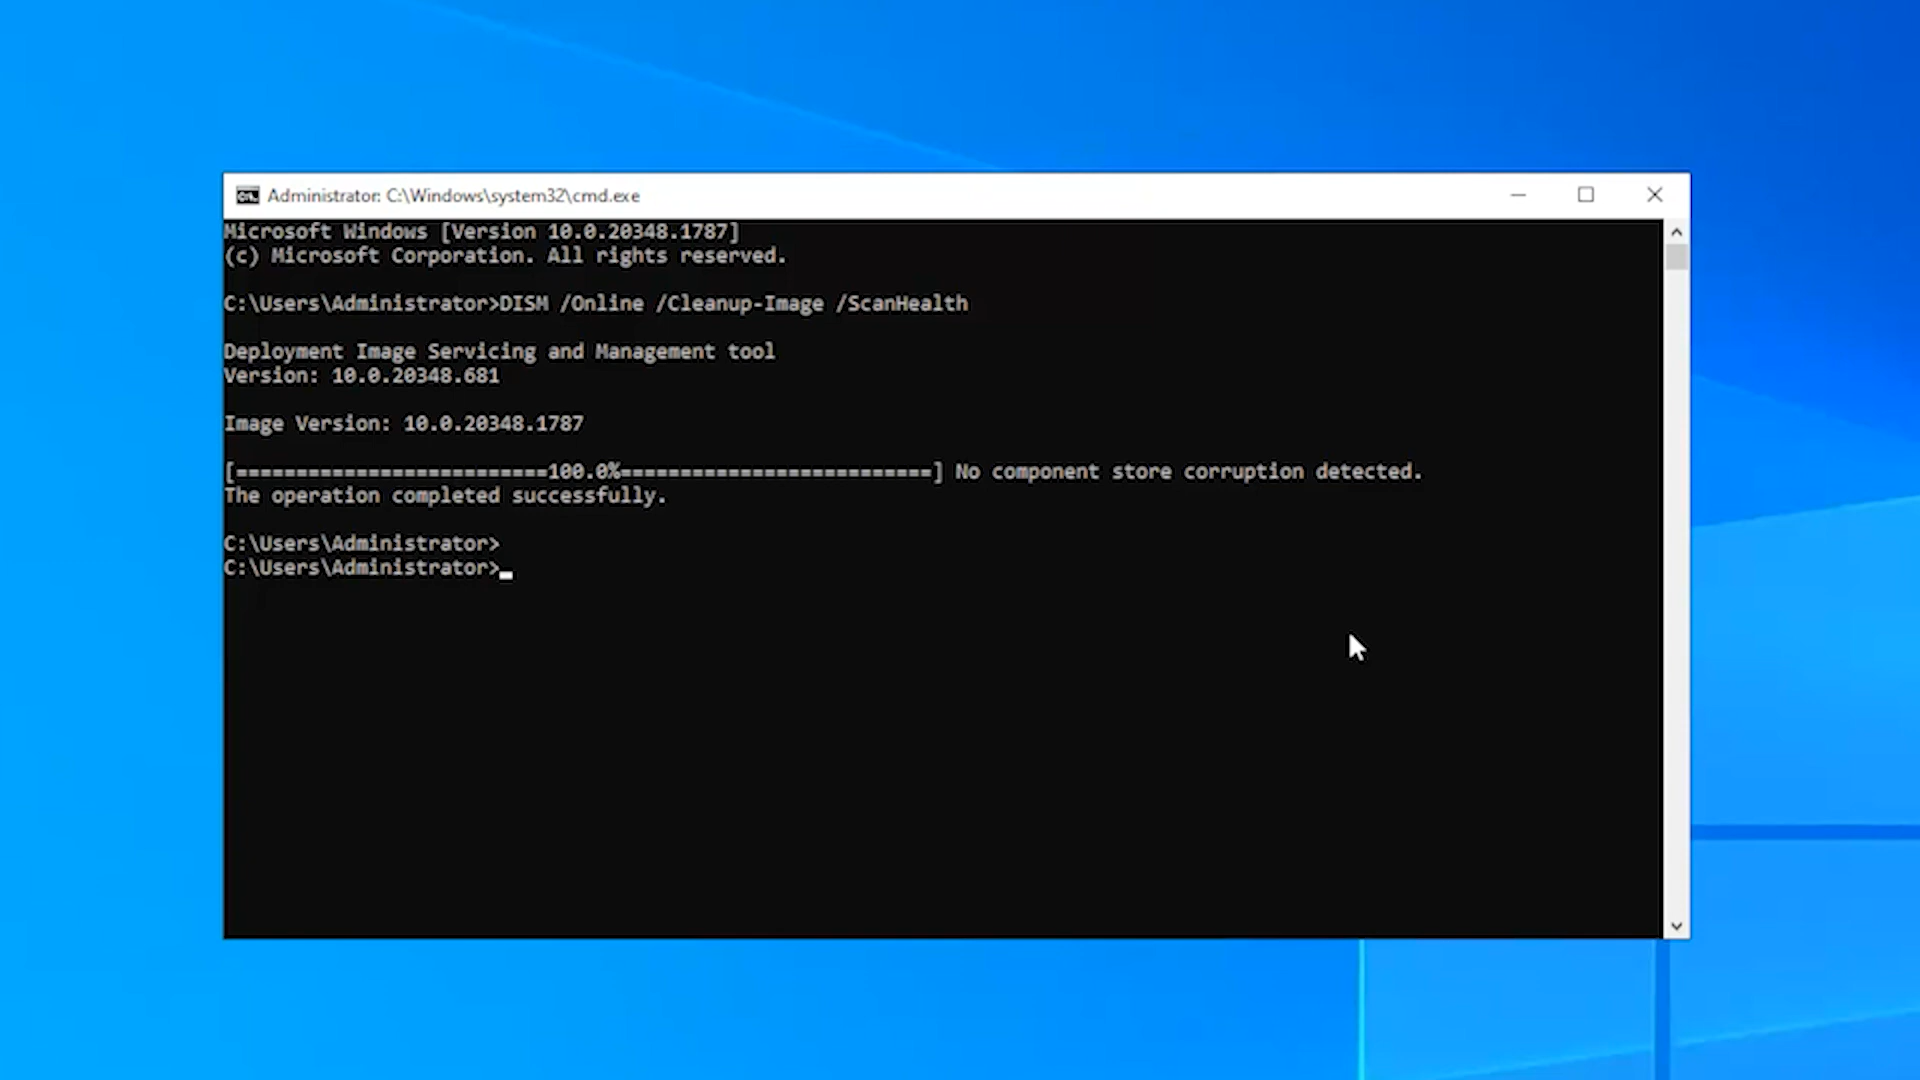 Administrator: C:\Windows\system32\cmd.exe
Microsoft Windows [Version 10.0.20348.1787]
(c) Microsoft Corporation. All rights reserved.
C:\Users\Administrator>DISM /Online /Cleanup-Image /ScanHealth
Deployment Image Servicing and Management tool
Version: 10.0.20348.681
Image Version: 10.0.20348.1787
[==========================100.0%==========================] No component store corruption detected.
The operation completed successfully.
C:\Users\Administrator>
C:\Users\Administrator>